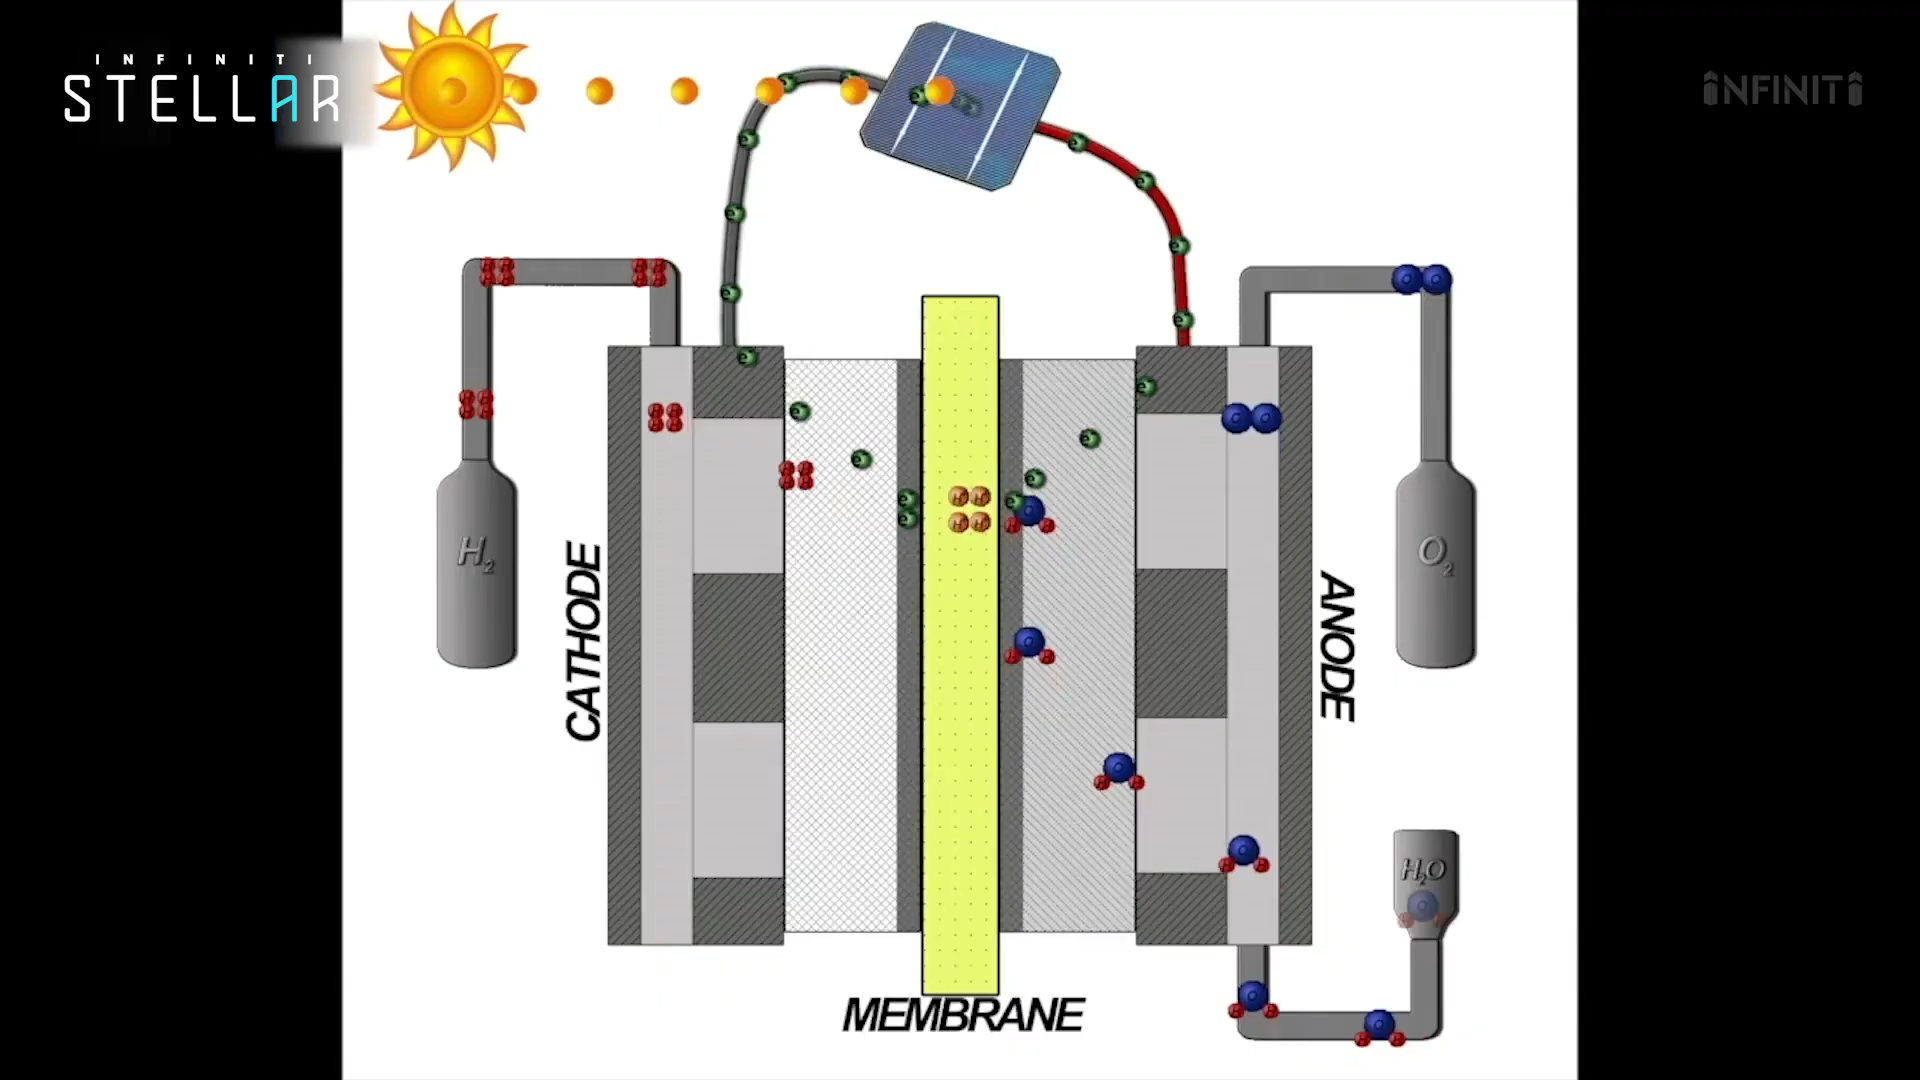 INFINITI
STELLAR
INFINITI
H₂
CATHODE
ANODE
O₂
H₂O
MEMBRANE